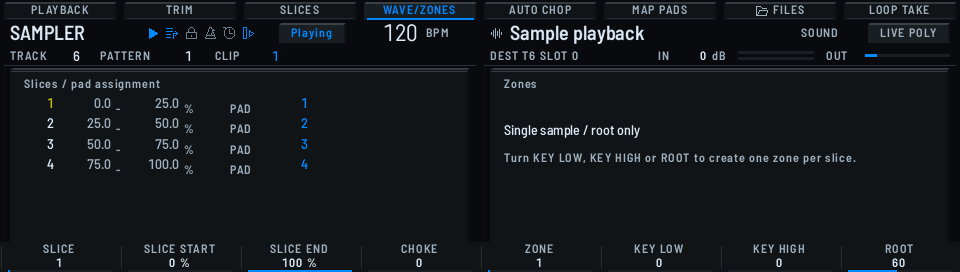 PLAYBACK TRIM SLICES WAVE/ZONES AUTO CHOP MAP PADS FILES LOOP TAKE
SAMPLER Playing 120 BPM Sample playback SOUND LIVE POLY
TRACK 6 PATTERN 1 CLIP 1 DEST T6 SLOT 0 IN 0 dB OUT
Slices / pad assignment
1 0.0 - 25.0 % PAD 1
2 25.0 - 50.0 % PAD 2
3 50.0 - 75.0 % PAD 3
4 75.0 - 100.0 % PAD 4
Zones
Single sample / root only
Turn KEY LOW, KEY HIGH or ROOT to create one zone per slice.
SLICE SLICE START SLICE END CHOKE ZONE KEY LOW KEY HIGH ROOT
1 0 % 100 % 0 1 0 0 60